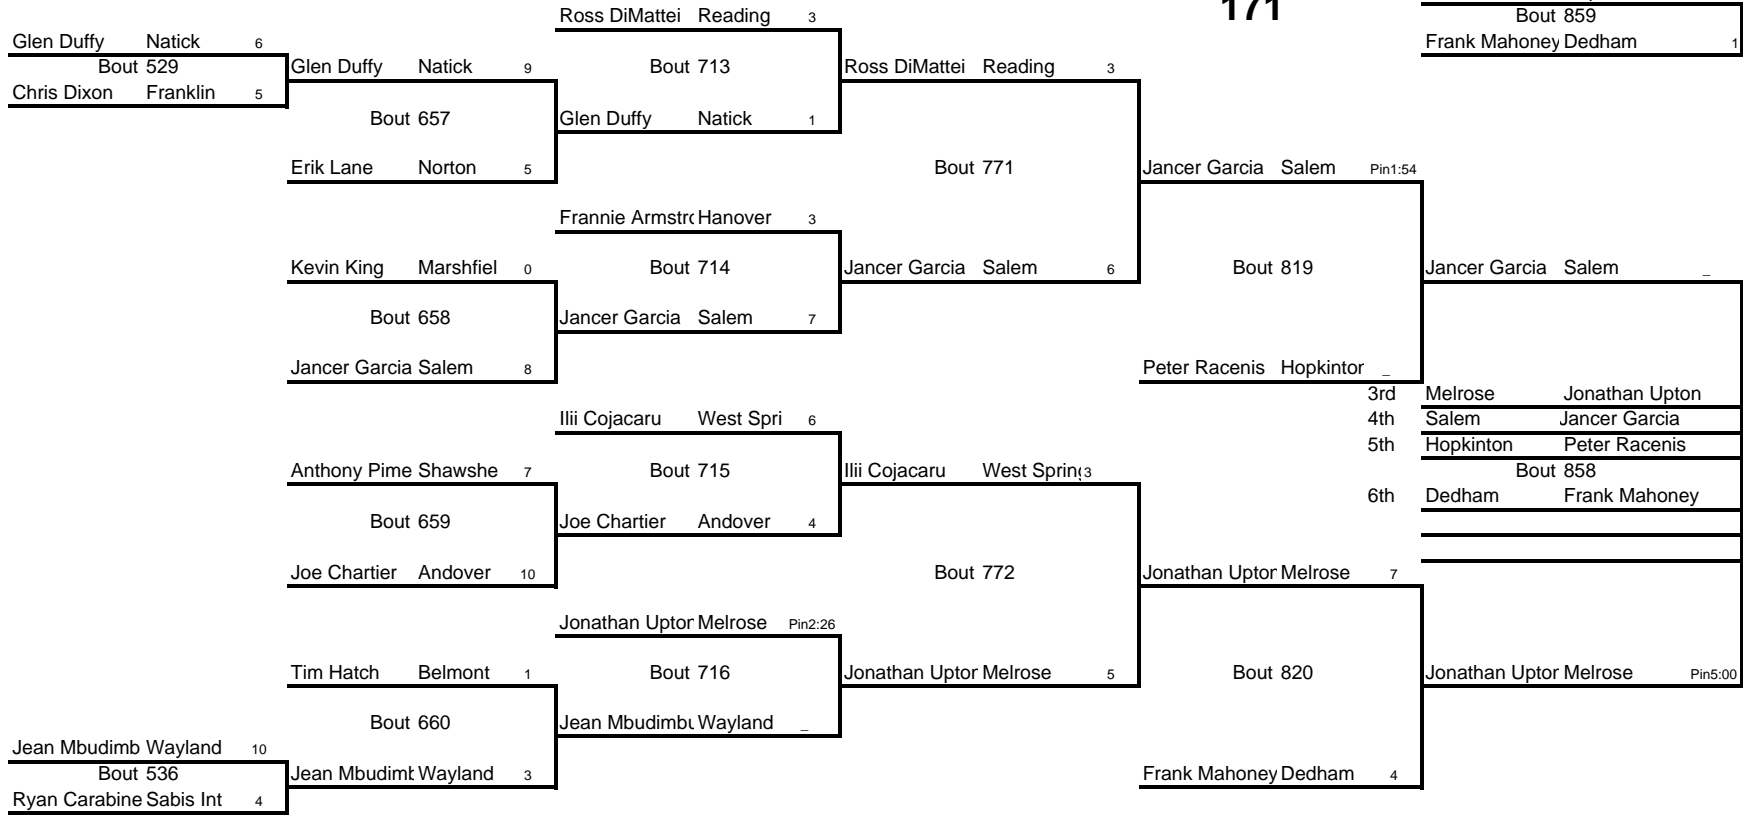 171
Ross DiMattei Reading 3
Bout 859
Glen Duffy Natick 6
Frank Mahoney Dedham 1
Bout 529
Glen Duffy Natick 9
Bout 713
Ross DiMattei Reading 3
Chris Dixon Franklin 5
Bout 657
Glen Duffy Natick 1
Erik Lane Norton 5
Bout 771
Jancer Garcia Salem Pin1:54
Frannie Armstrc Hanover 3
Kevin King Marshfiel 0
Bout 714
Jancer Garcia Salem 6
Bout 819
Jancer Garcia Salem _
Bout 658
Jancer Garcia Salem 7
Jancer Garcia Salem 8
Peter Racenis Hopkintor _
3rd Melrose Jonathan Upton
Ilii Cojacaru West Spri 6
4th Salem Jancer Garcia
5th Hopkinton Peter Racenis
Anthony Pime Shawshe 7
Bout 715
Ilii Cojacaru West Spring 3
Bout 858
6th Dedham Frank Mahoney
Bout 659
Joe Chartier Andover 4
Joe Chartier Andover 10
Bout 772
Jonathan Uptor Melrose 7
Jonathan Uptor Melrose Pin2:26
Tim Hatch Belmont 1
Bout 716
Jonathan Uptor Melrose 5
Bout 820
Jonathan Uptor Melrose Pin5:00
Bout 660
Jean Mbudimbu Wayland _
Jean Mbudimb Wayland 10
Bout 536
Jean Mbudimb Wayland 3
Frank Mahoney Dedham 4
Ryan Carabine Sabis Int 4